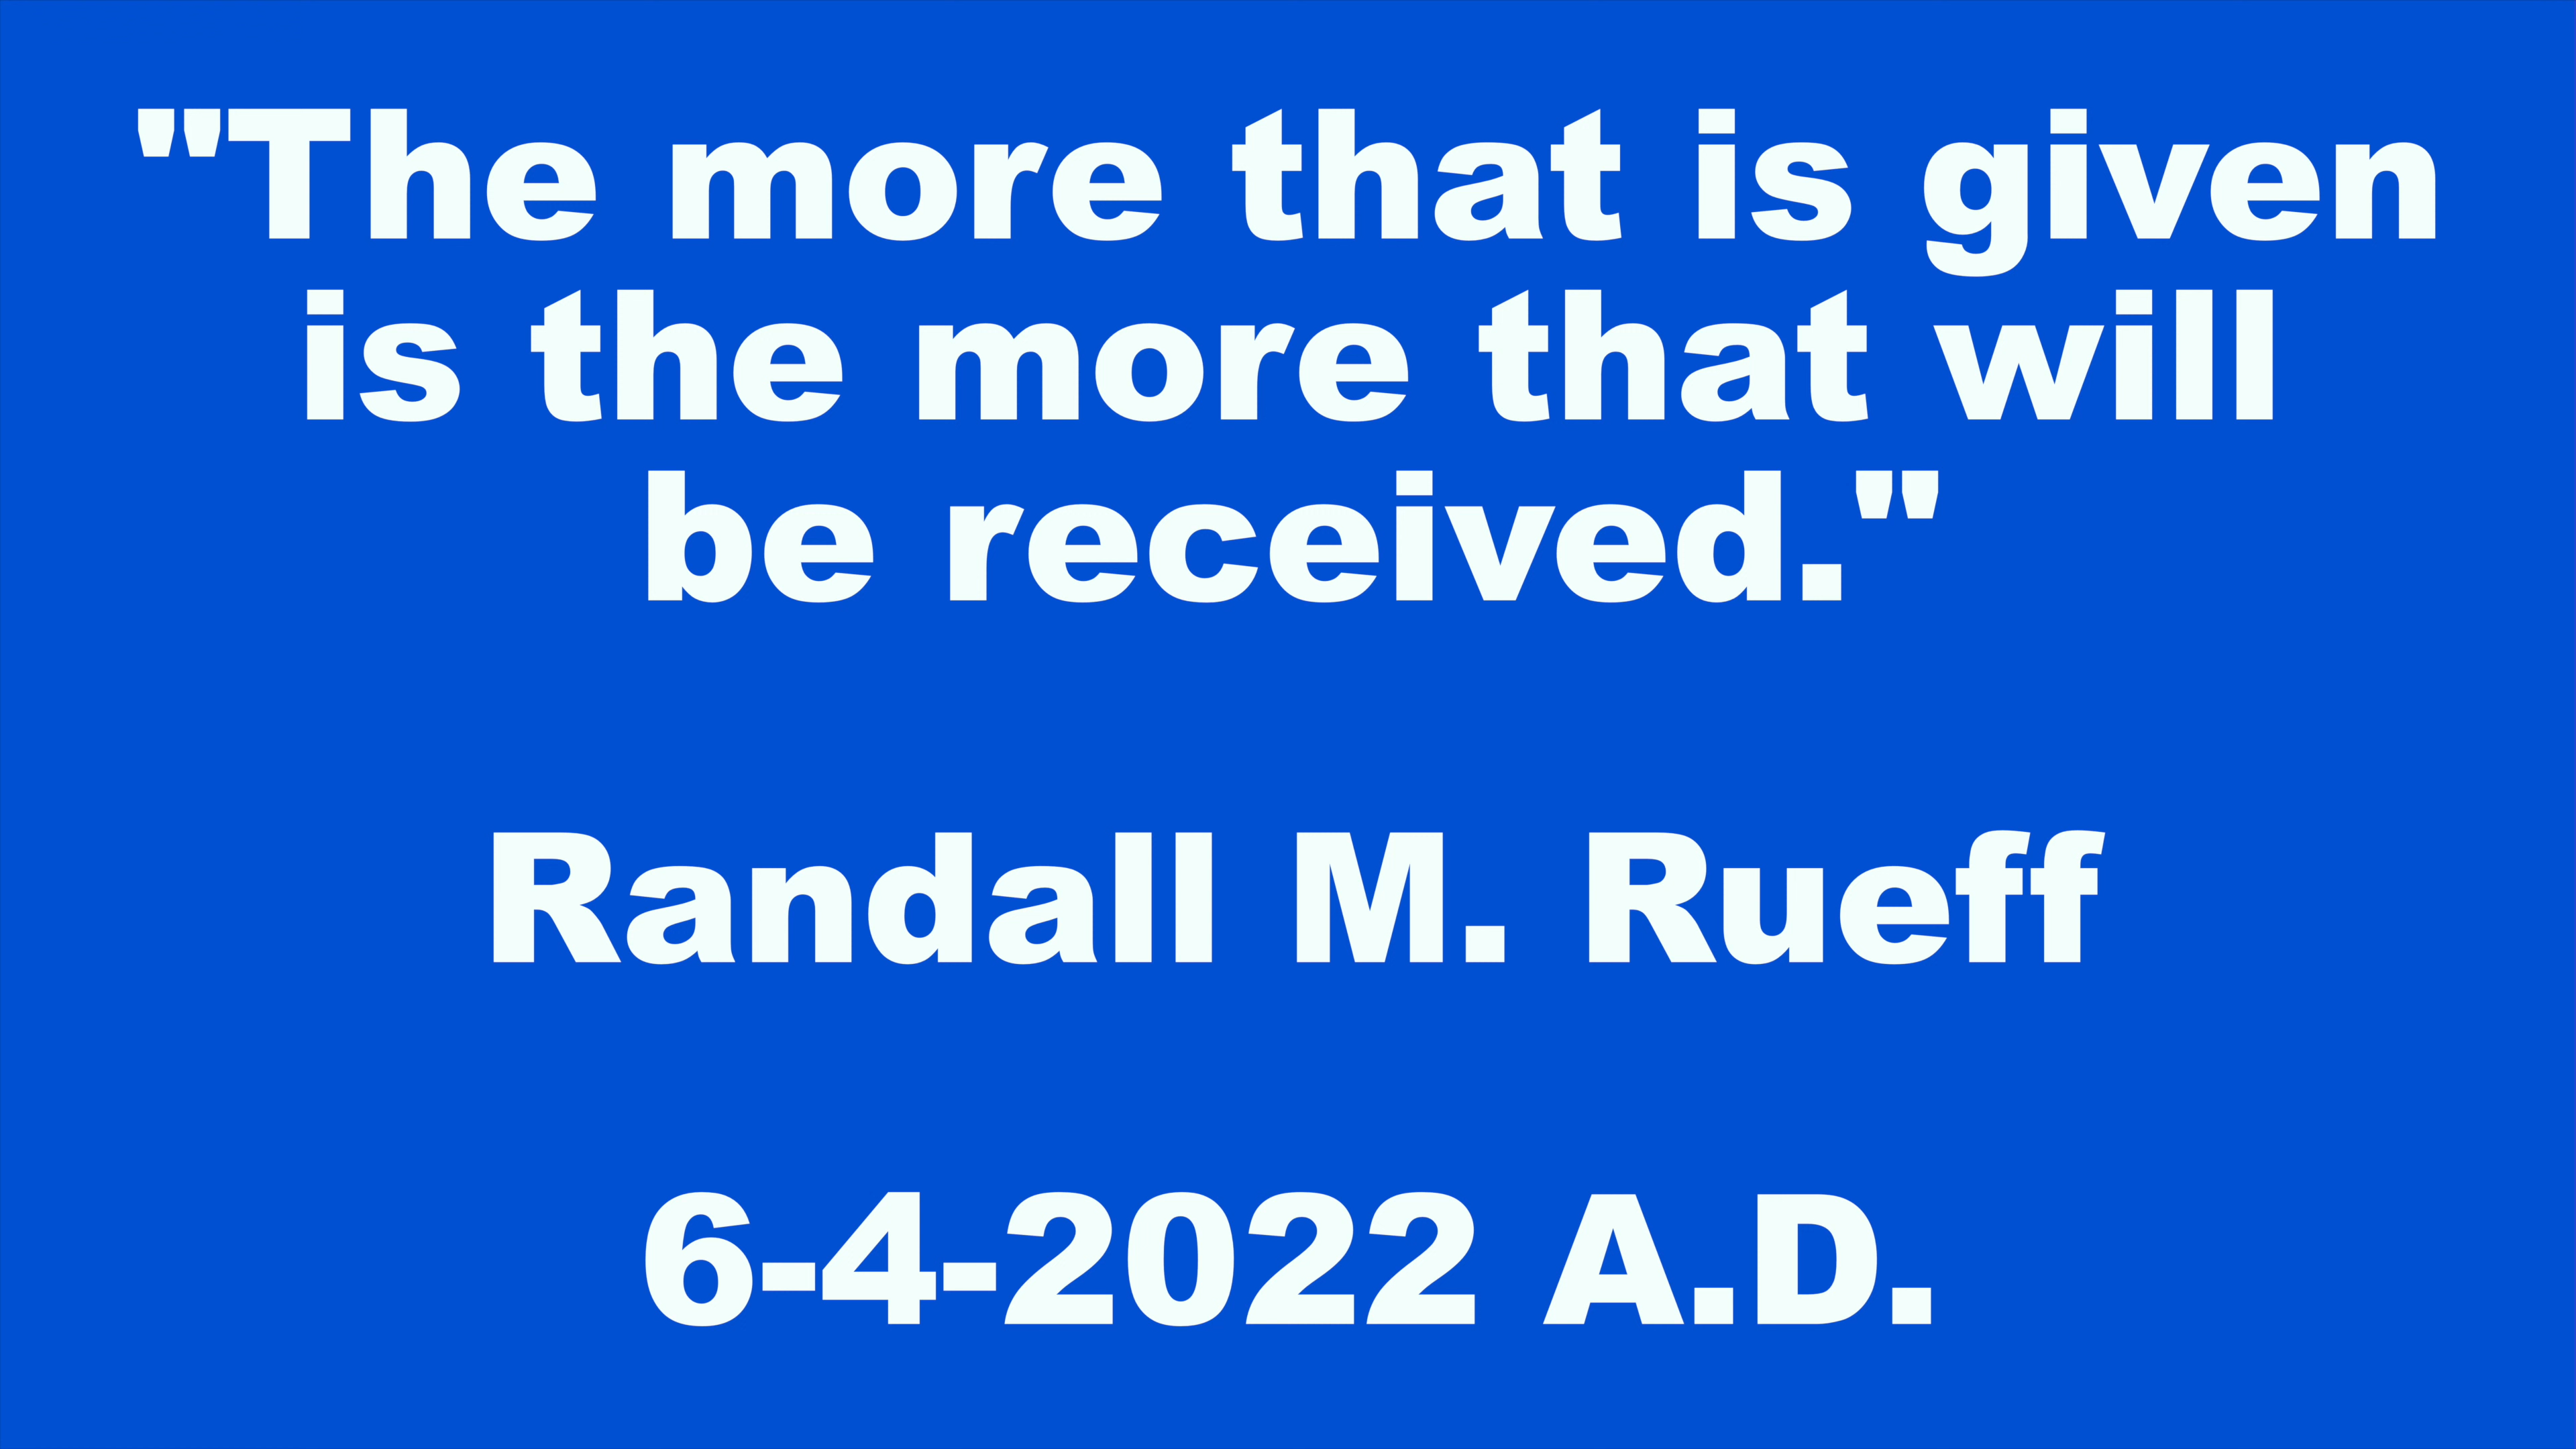 "The more that is given
is the more that will
be received."
Randall M. Rueff
6-4-2022 A.D.